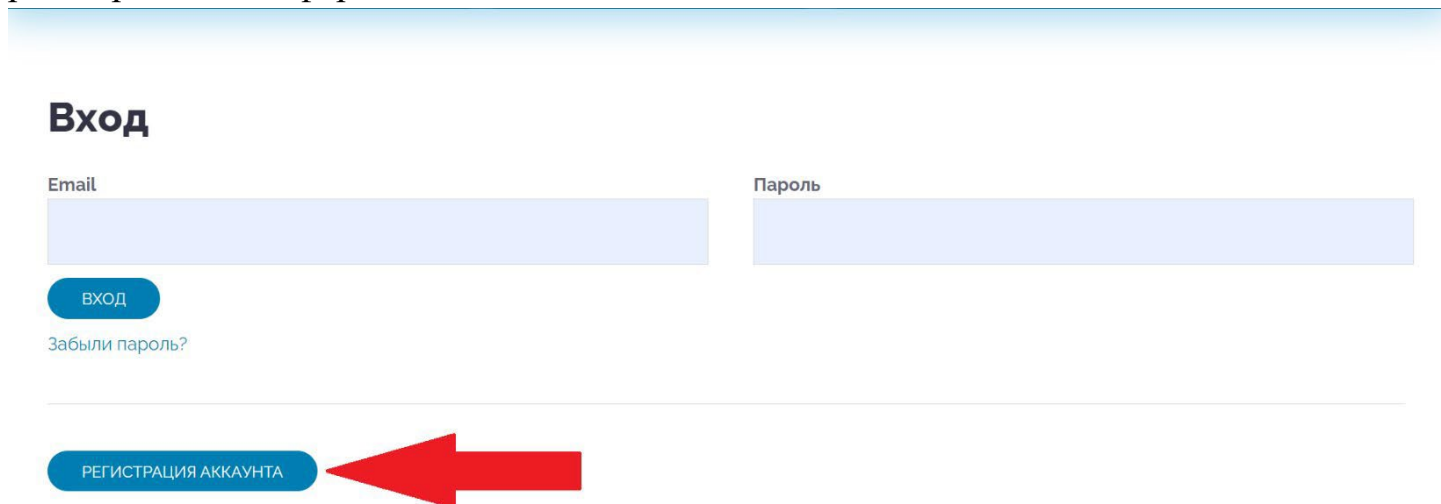 Вход
Email
Пароль
ВХОД
Забыли пароль?
РЕГИСТРАЦИЯ АККАУНТА